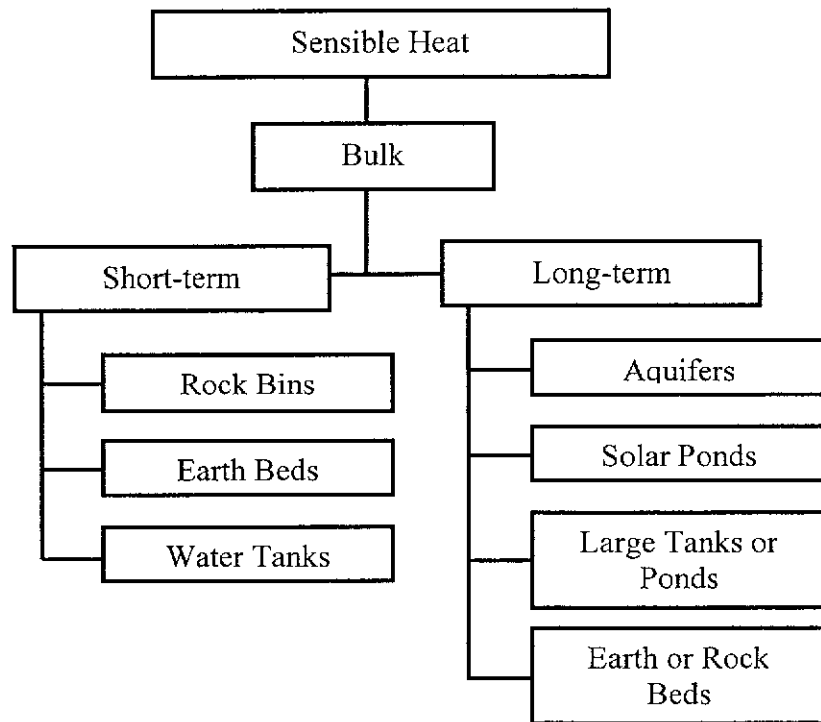 Sensible Heat
Bulk
Short-term
Rock Bins
Earth Beds
Water Tanks
Long-term
Aquifers
Solar Ponds
Large Tanks or
Ponds
Earth or Rock
Beds